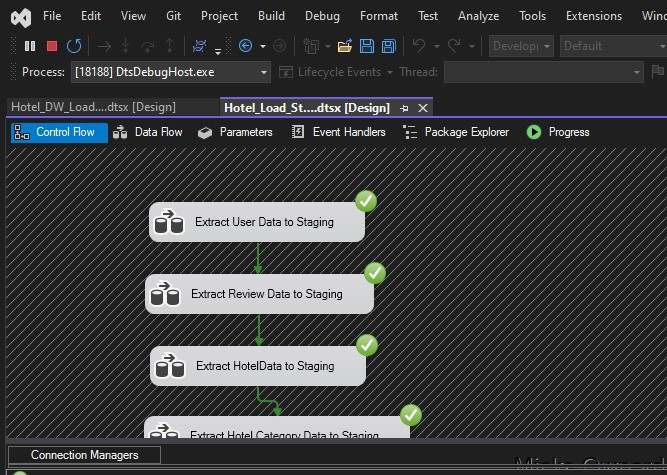 File Edit View Git Project Build Debug Format Test Analyze Tools Extensions Window
Develop Default
Process: [18188] DtsDebugHost.exe Lifecycle Events Thread:
Hotel_DW_Load....dtsx [Design] Hotel_Load_St....dtsx [Design]
Control Flow Data Flow Parameters Event Handlers Package Explorer Progress
Extract User Data to Staging
Extract Review Data to Staging
Extract HotelData to Staging
Extract Hotel Category Data to Staging
Connection Managers